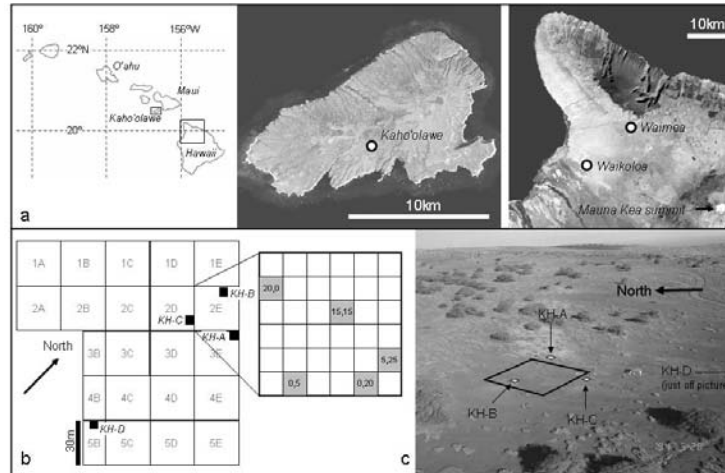 160°
158°
156°W
22°N
O'ahu
Maui
Kaho'olawe
20°
Hawaii
a
Kaho'olawe
10km
10km
Waimea
Waikoloa
Mauna Kea summit
1A 1B 1C 1D 1E
2A 2B 2C 2D 2E
KH-B
KH-C
KH-A
3B 3C 3D 3E
North
4B 4C 4D 4E
KH-D
5B 5C 5D 5E
30m
b
20,0
15,15
5,25
0,5
0,20
North
KH-A
KH-D
(just off picture)
KH-B
KH-C
c